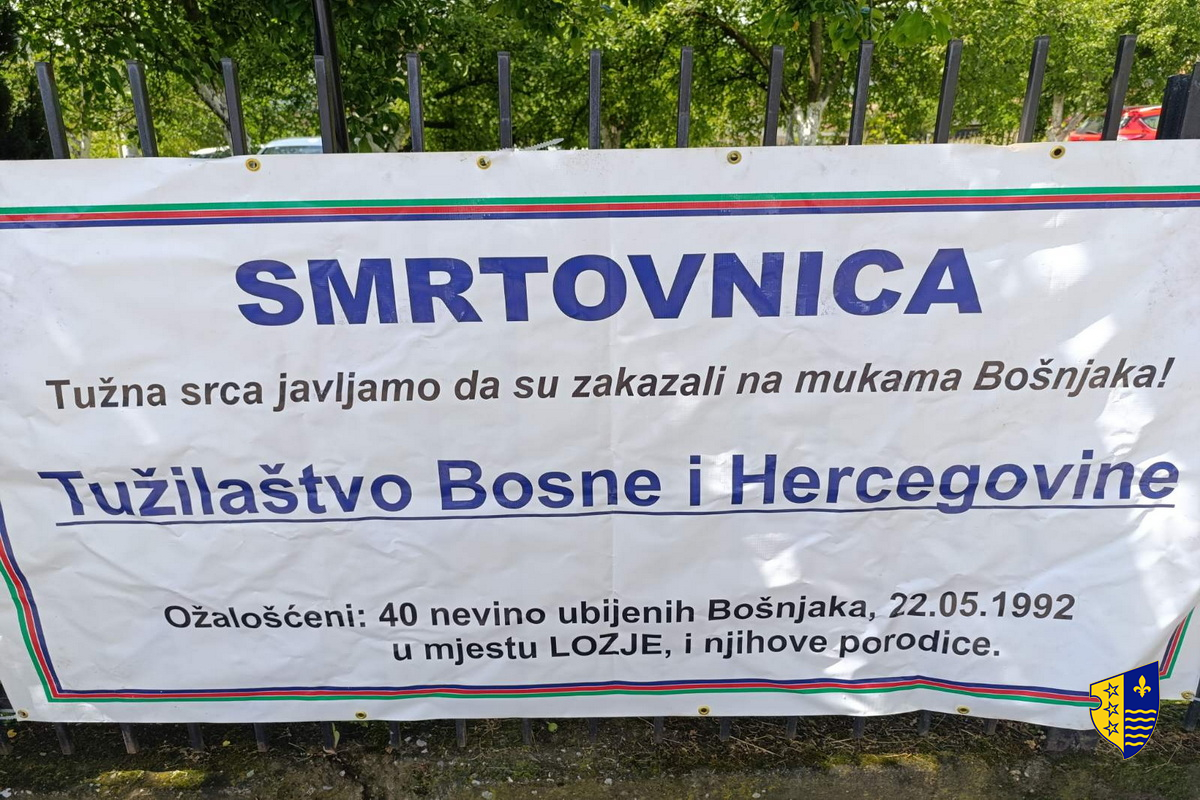 SMRTOVNICA
Tužna srca javljamo da su zakazali na mukama Bošnjaka!
Tužilaštvo Bosne i Hercegovine
Ožalošćeni: 40 nevino ubijenih Bošnjaka, 22.05.1992
u mjestu LOZJE, i njihove porodice.